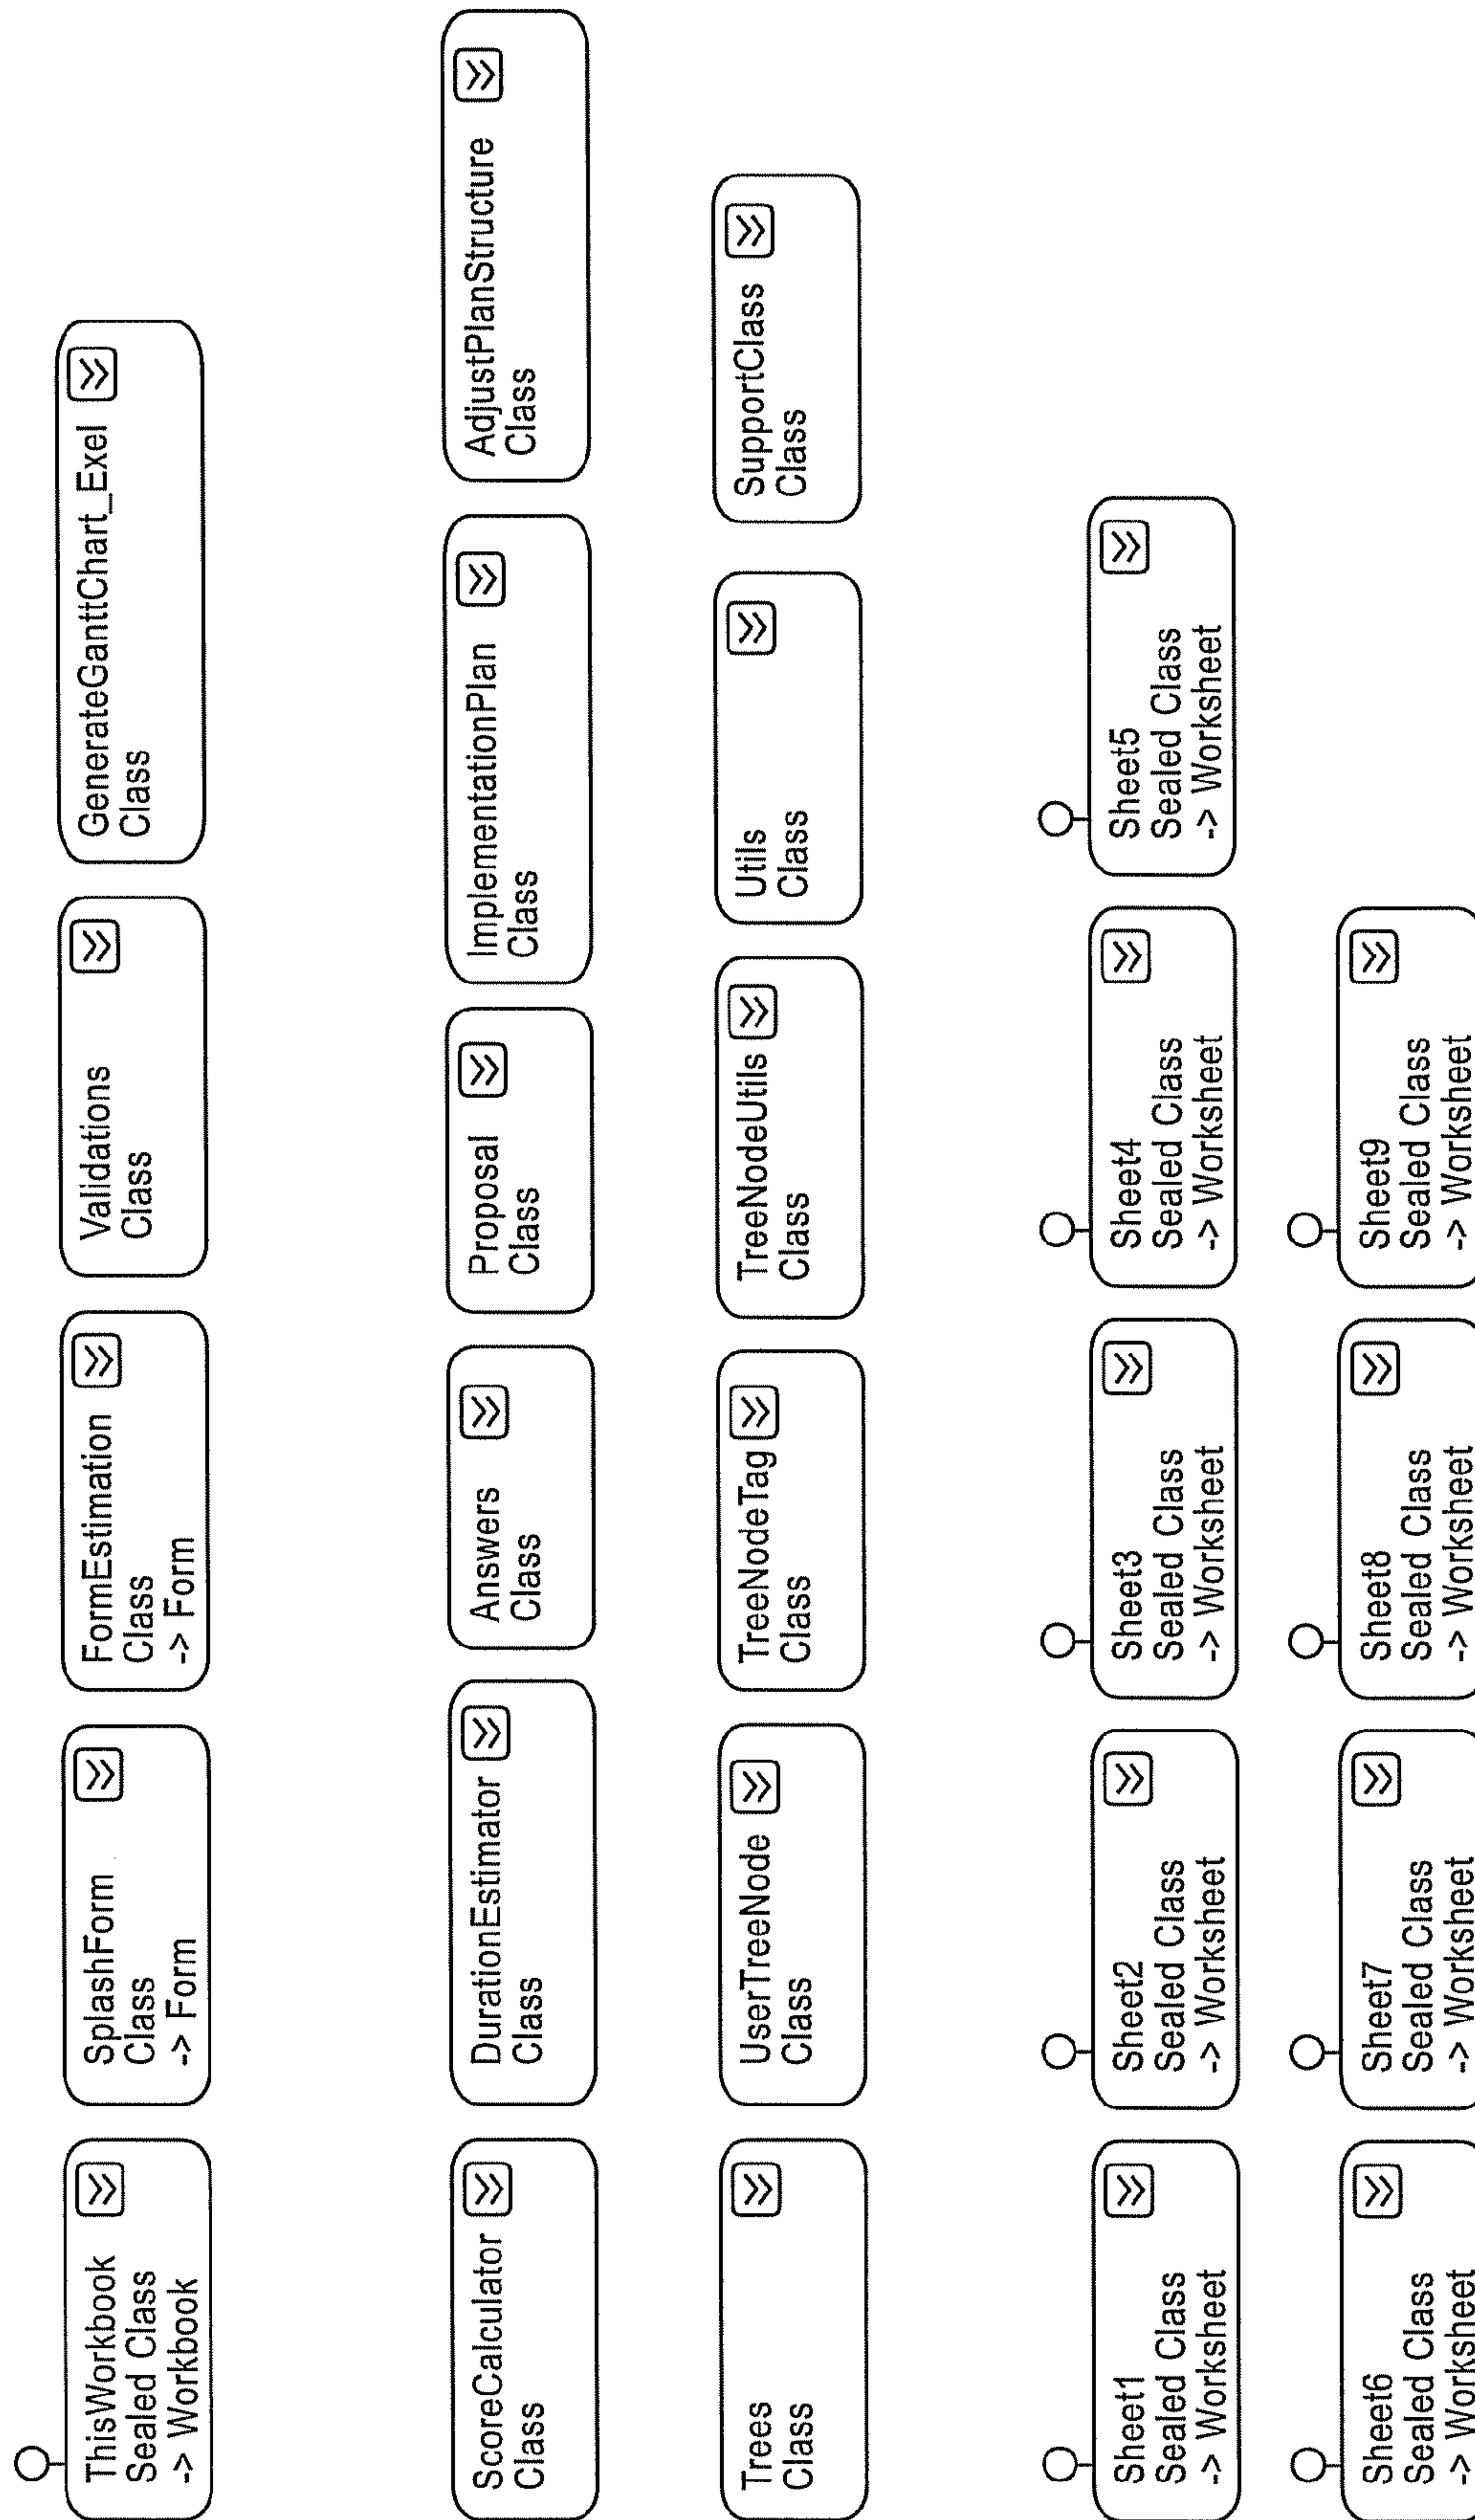 ThisWorkbook
Sealed Class
-> Workbook
SplashForm
Class
-> Form
FormEstimation
Class
-> Form
Validations
Class
GenerateGanttChart_Exel
Class
ScoreCalculator
Class
DurationEstimator
Class
Answers
Class
Proposal
Class
ImplementationPlan
Class
AdjustPlanStructure
Class
Trees
Class
UserTreeNode
Class
TreeNodeTag
Class
TreeNodeUtils
Class
Utils
Class
SupportClass
Class
Sheet1
Sealed Class
-> Worksheet
Sheet2
Sealed Class
-> Worksheet
Sheet3
Sealed Class
-> Worksheet
Sheet4
Sealed Class
-> Worksheet
Sheet5
Sealed Class
-> Worksheet
Sheet6
Sealed Class
-> Worksheet
Sheet7
Sealed Class
-> Worksheet
Sheet8
Sealed Class
-> Worksheet
Sheet9
Sealed Class
-> Worksheet